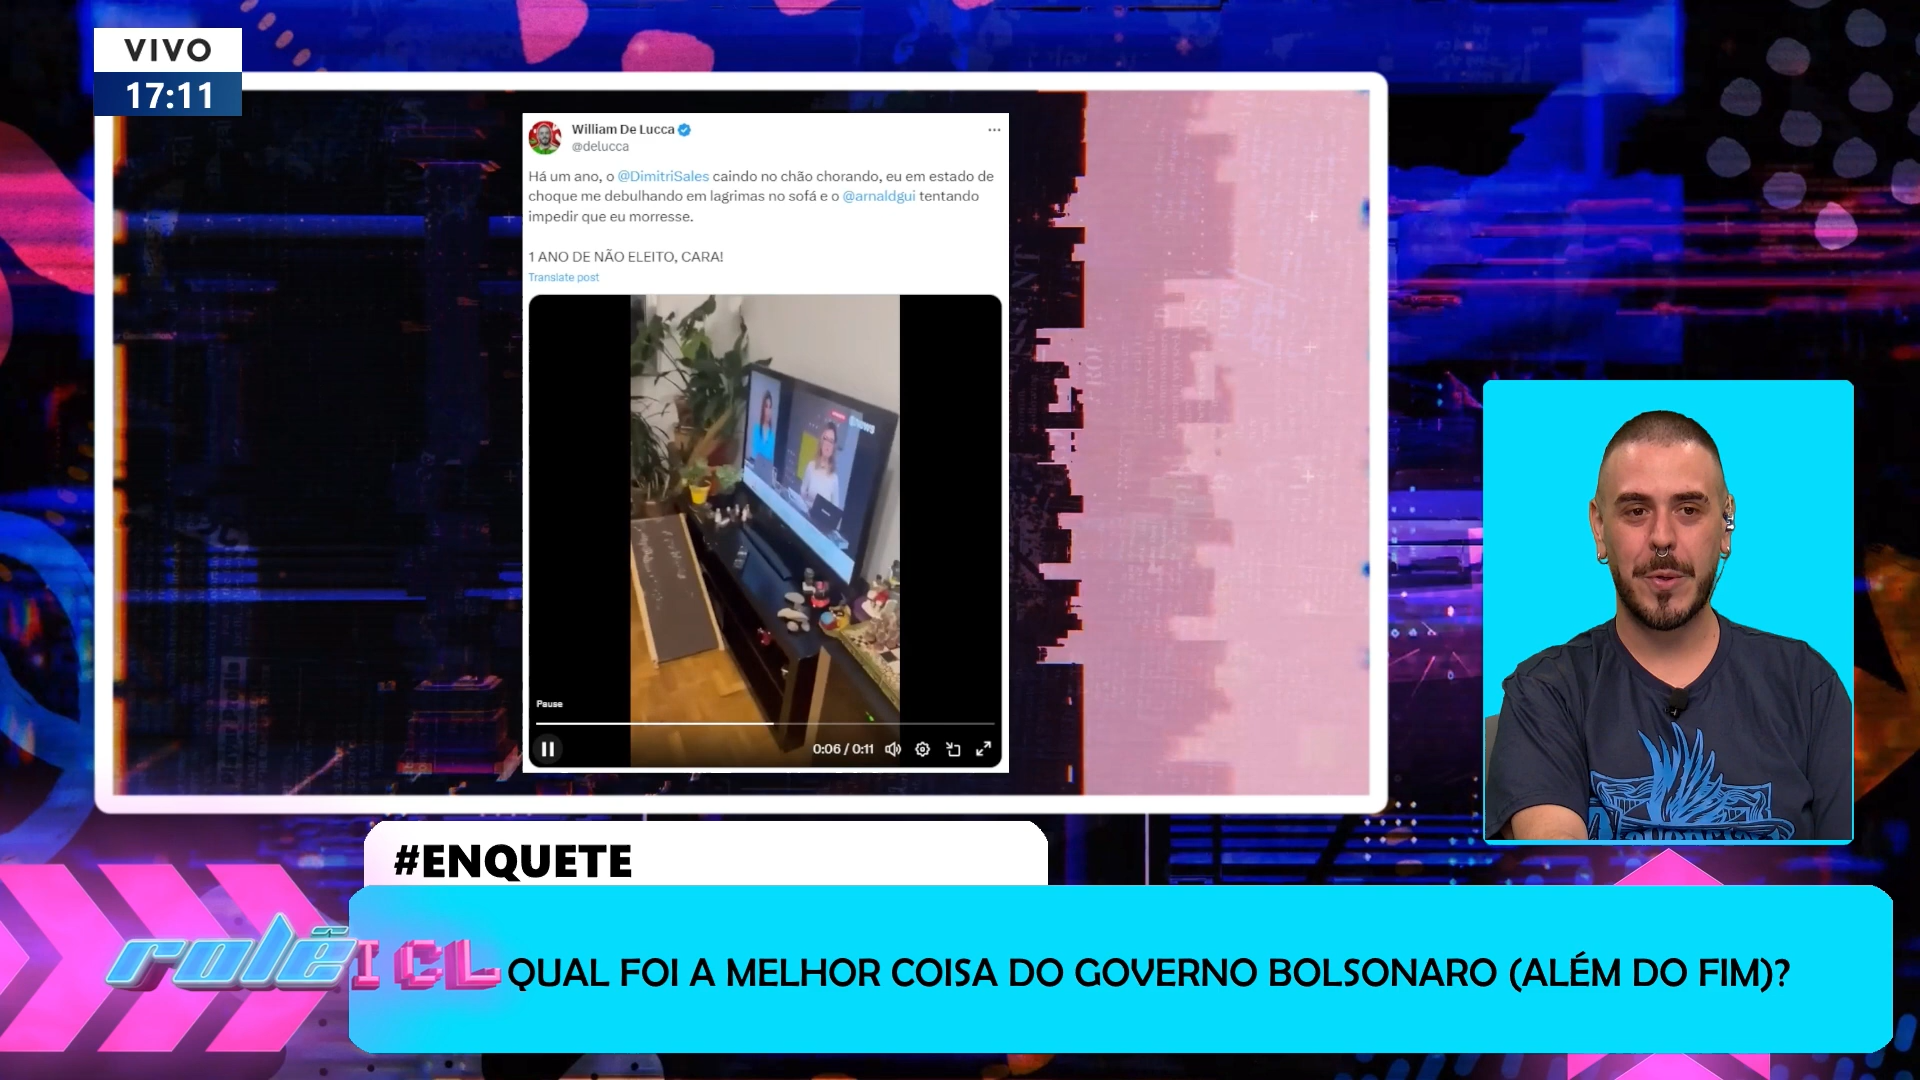 VIVO
17:11
William De Lucca
@delucca
Há um ano, o @DimitriSales caindo no chão chorando, eu em estado de
choque me debulhando em lagrimas no sofá e o @arnaldgui tentando
impedir que eu morresse.
1 ANO DE NÃO ELEITO, CARA!
Translate post
Pause
0:06 / 0:11
#ENQUETE
rolê ICL
QUAL FOI A MELHOR COISA DO GOVERNO BOLSONARO (ALÉM DO FIM)?